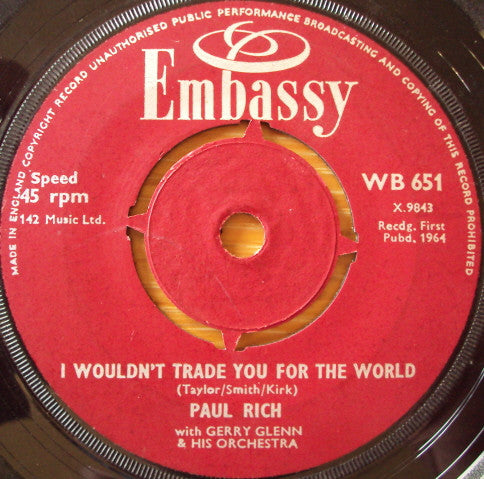 MADE IN ENGLAND COPYRIGHT RECORD UNAUTHORISED PUBLIC PERFORMANCE BROADCASTING AND COPYING OF THIS RECORD PROHIBITED
Embassy
Speed
45 rpm
142 Music Ltd.
WB 651
X.9843
Recdg. First
Pubd. 1964
I WOULDN'T TRADE YOU FOR THE WORLD
(Taylor/Smith/Kirk)
PAUL RICH
with GERRY GLENN
& HIS ORCHESTRA